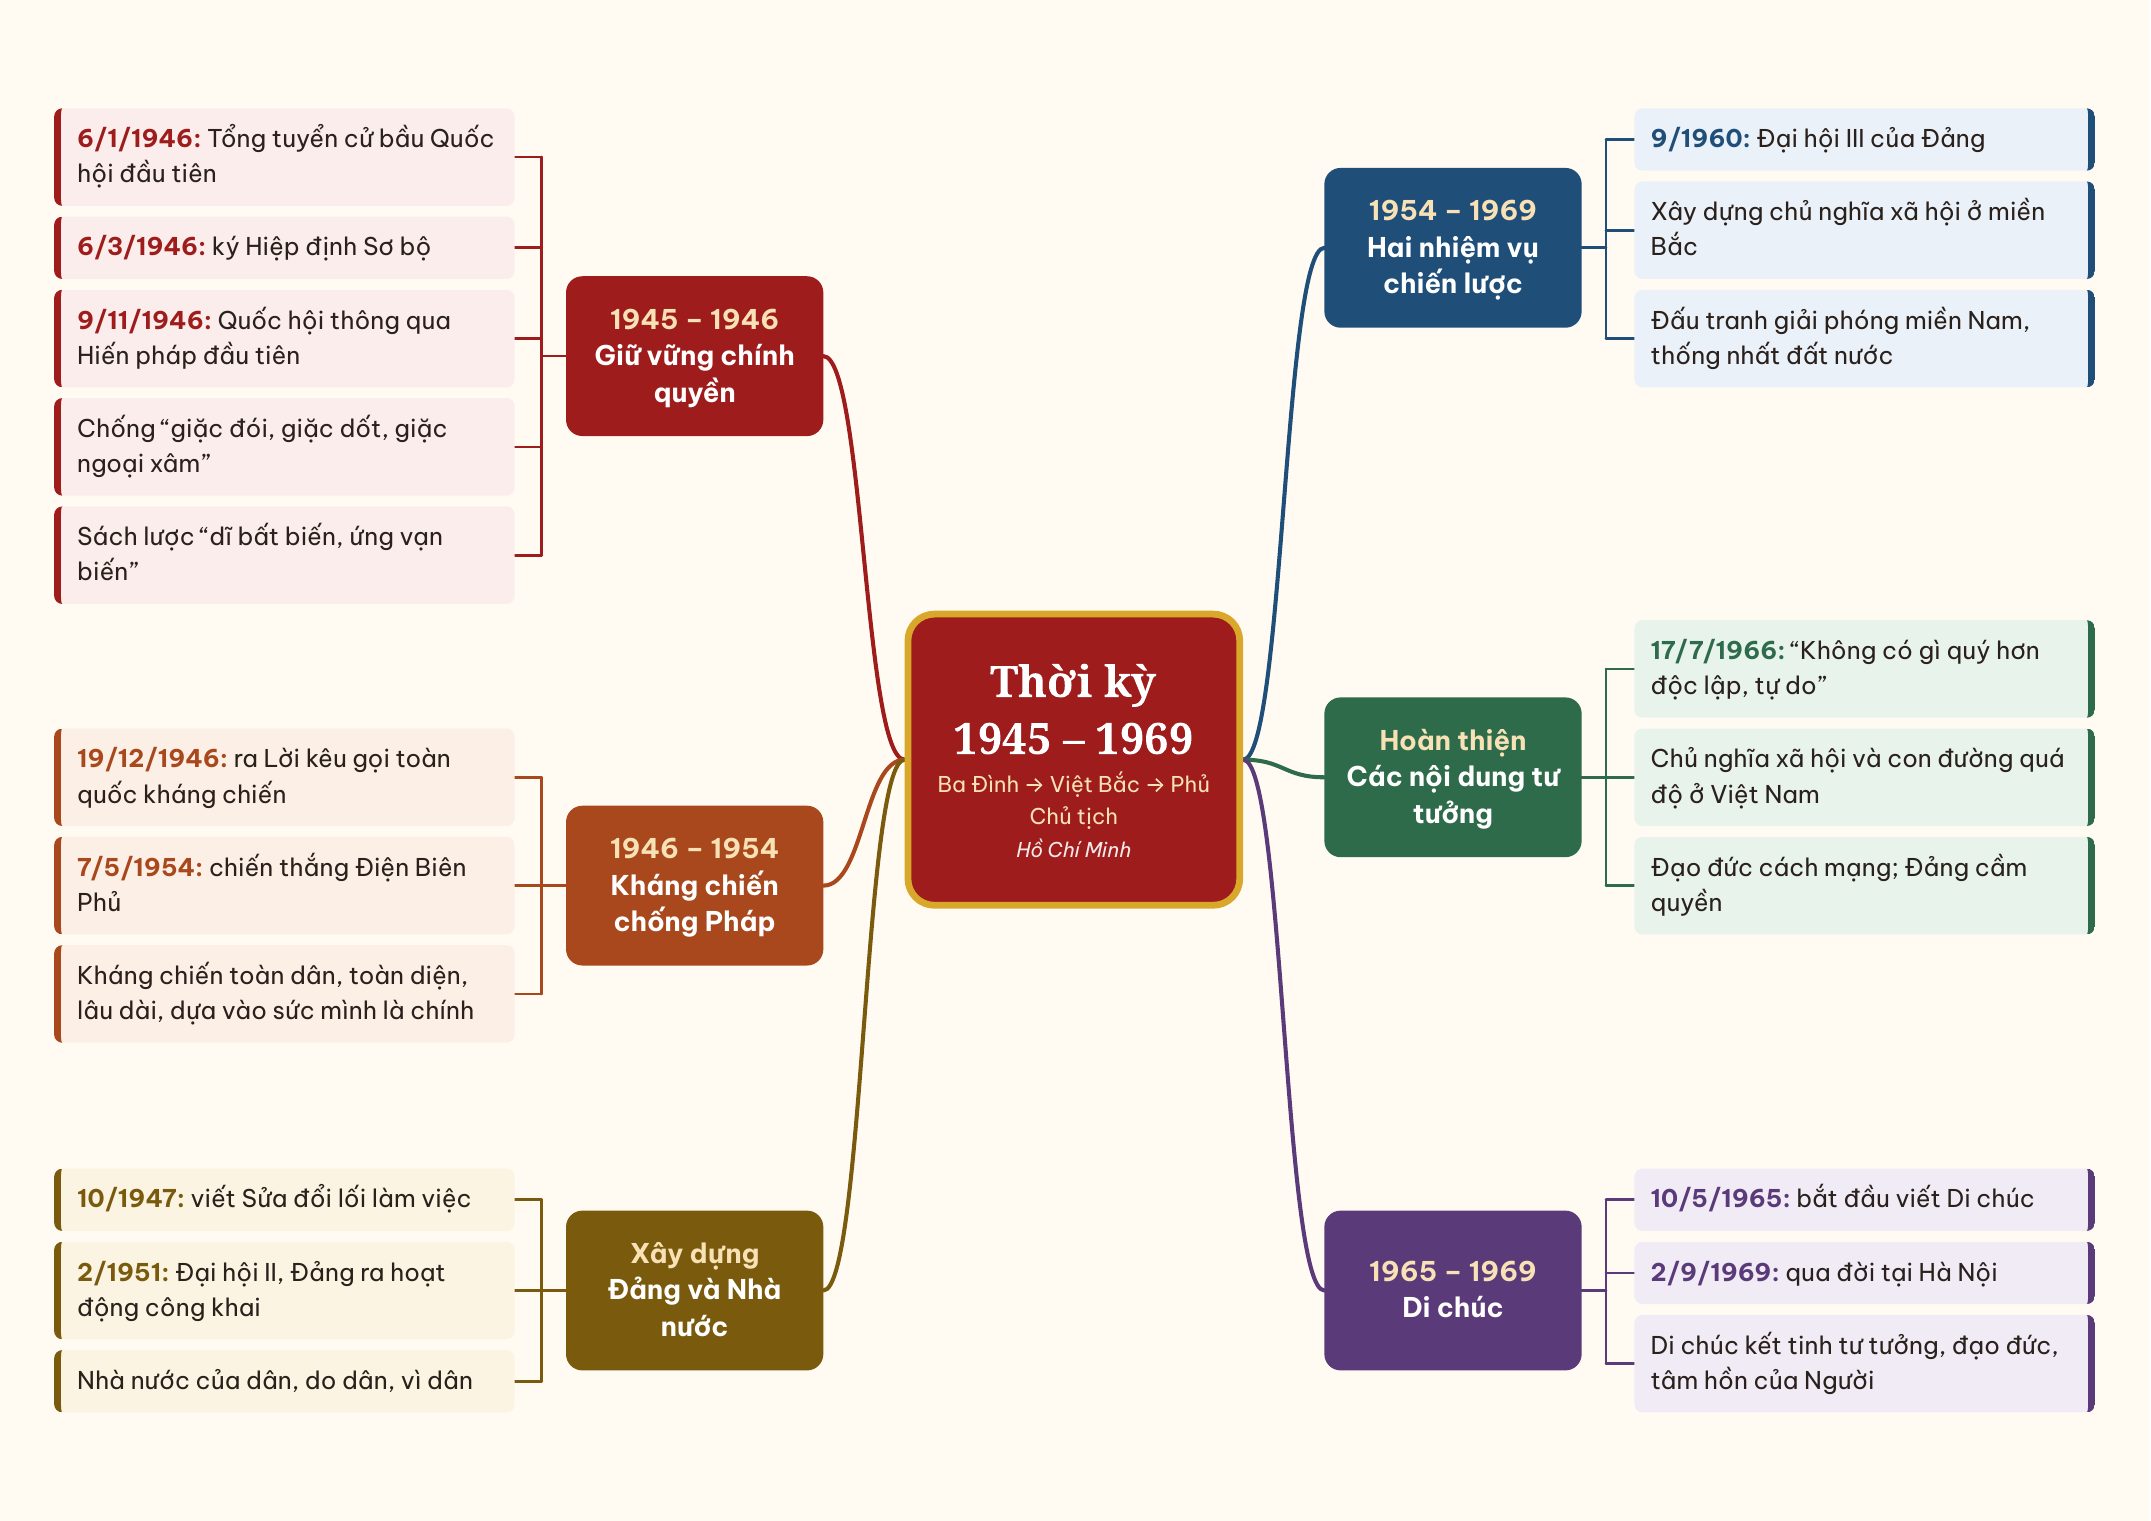 6/1/1946: Tổng tuyển cử bầu Quốc
hội đầu tiên
6/3/1946: ký Hiệp định Sơ bộ
9/11/1946: Quốc hội thông qua
Hiến pháp đầu tiên
Chống “giặc đói, giặc dốt, giặc
ngoại xâm”
Sách lược “dĩ bất biến, ứng vạn
biến”
1945 – 1946
Giữ vững chính
quyền
19/12/1946: ra Lời kêu gọi toàn
quốc kháng chiến
7/5/1954: chiến thắng Điện Biên
Phủ
Kháng chiến toàn dân, toàn diện,
lâu dài, dựa vào sức mình là chính
1946 – 1954
Kháng chiến
chống Pháp
10/1947: viết Sửa đổi lối làm việc
2/1951: Đại hội II, Đảng ra hoạt
động công khai
Nhà nước của dân, do dân, vì dân
Xây dựng
Đảng và Nhà
nước
Thời kỳ
1945 – 1969
Ba Đình → Việt Bắc → Phủ
Chủ tịch
Hồ Chí Minh
1954 – 1969
Hai nhiệm vụ
chiến lược
9/1960: Đại hội III của Đảng
Xây dựng chủ nghĩa xã hội ở miền
Bắc
Đấu tranh giải phóng miền Nam,
thống nhất đất nước
Hoàn thiện
Các nội dung tư
tưởng
17/7/1966: “Không có gì quý hơn
độc lập, tự do”
Chủ nghĩa xã hội và con đường quá
độ ở Việt Nam
Đạo đức cách mạng; Đảng cầm
quyền
1965 – 1969
Di chúc
10/5/1965: bắt đầu viết Di chúc
2/9/1969: qua đời tại Hà Nội
Di chúc kết tinh tư tưởng, đạo đức,
tâm hồn của Người